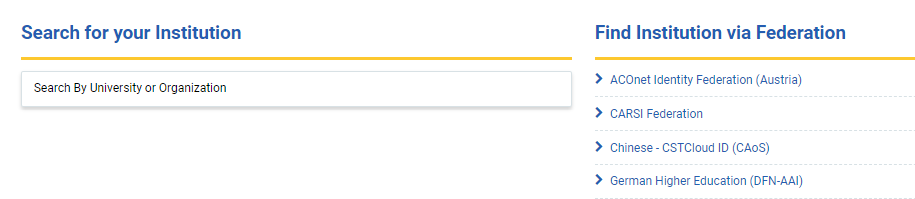 Search for your Institution
Search By University or Organization
Find Institution via Federation
ACOnet Identity Federation (Austria)
CARSI Federation
Chinese - CSTCloud ID (CAoS)
German Higher Education (DFN-AAI)